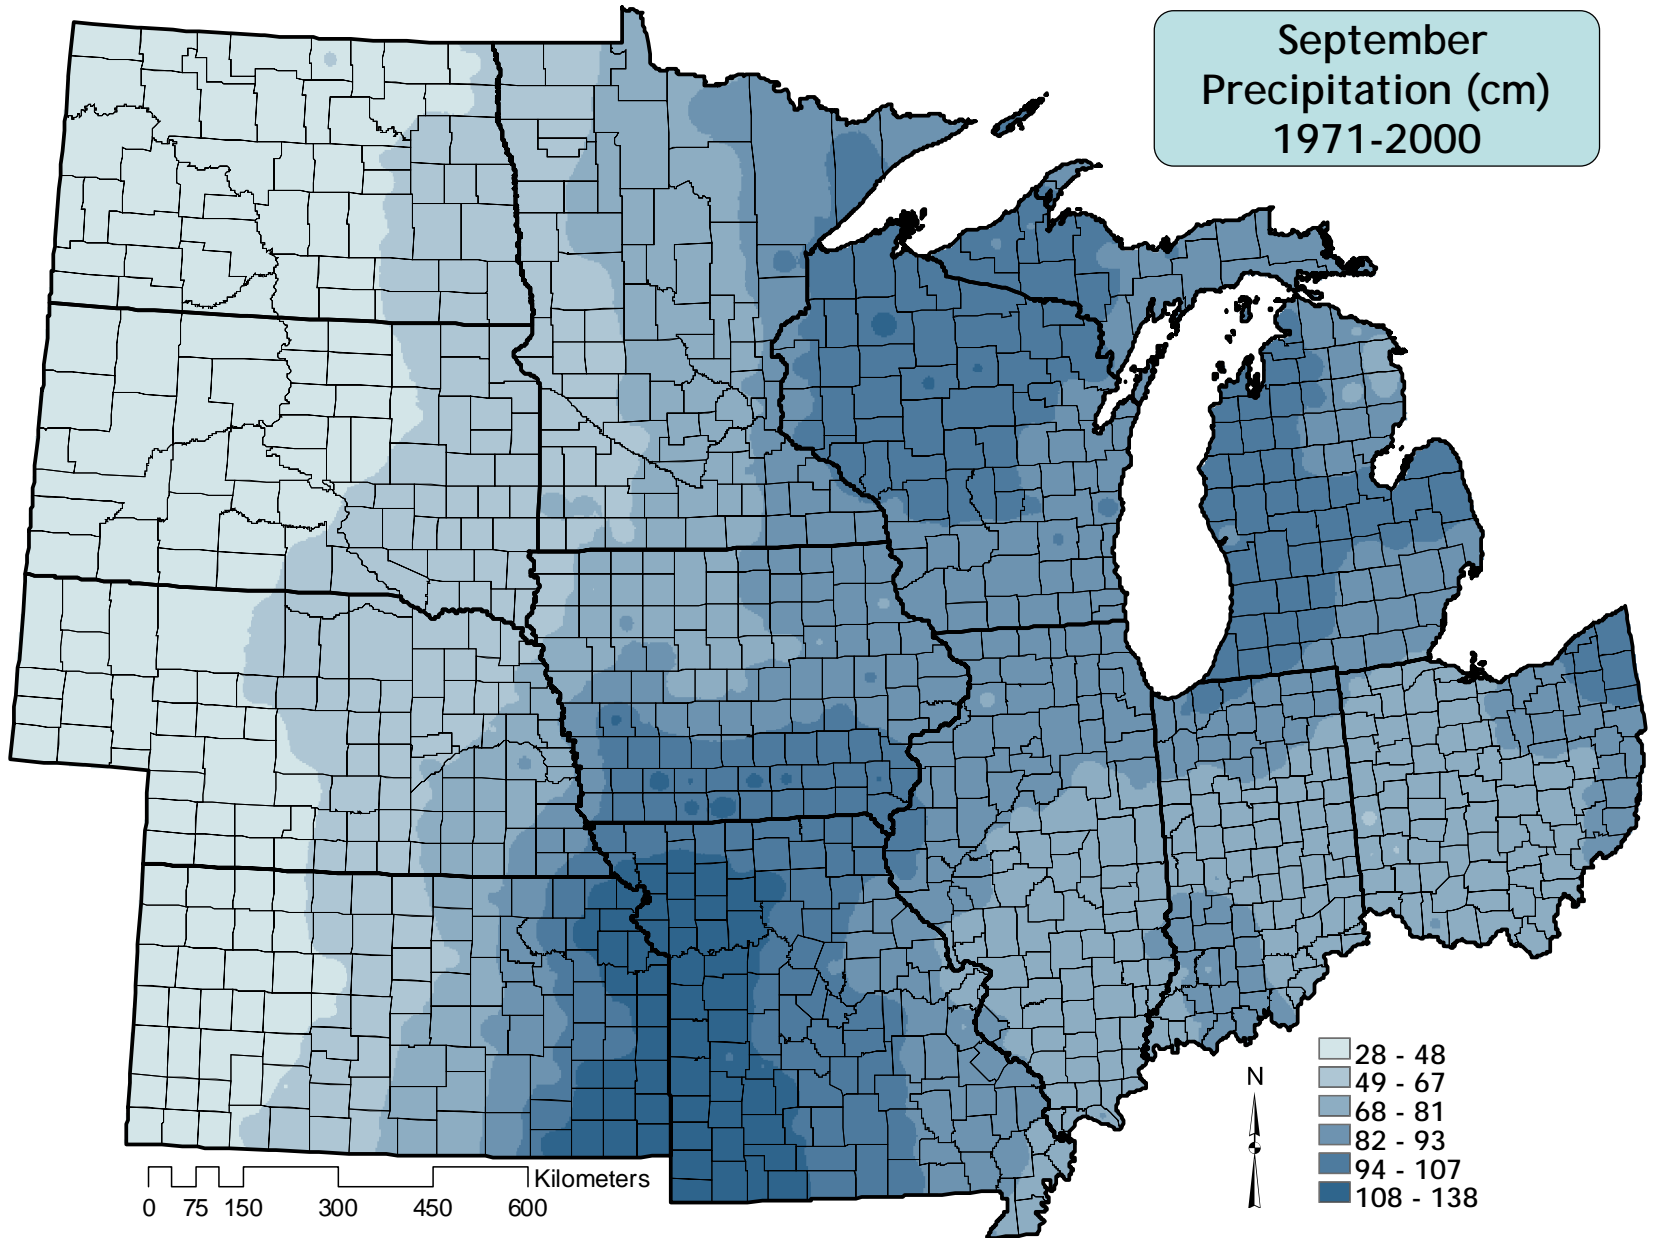 September
Precipitation (cm)
1971-2000
N
28 - 48
49 - 67
68 - 81
82 - 93
94 - 107
108 - 138
Kilometers
0 75 150 300 450 600